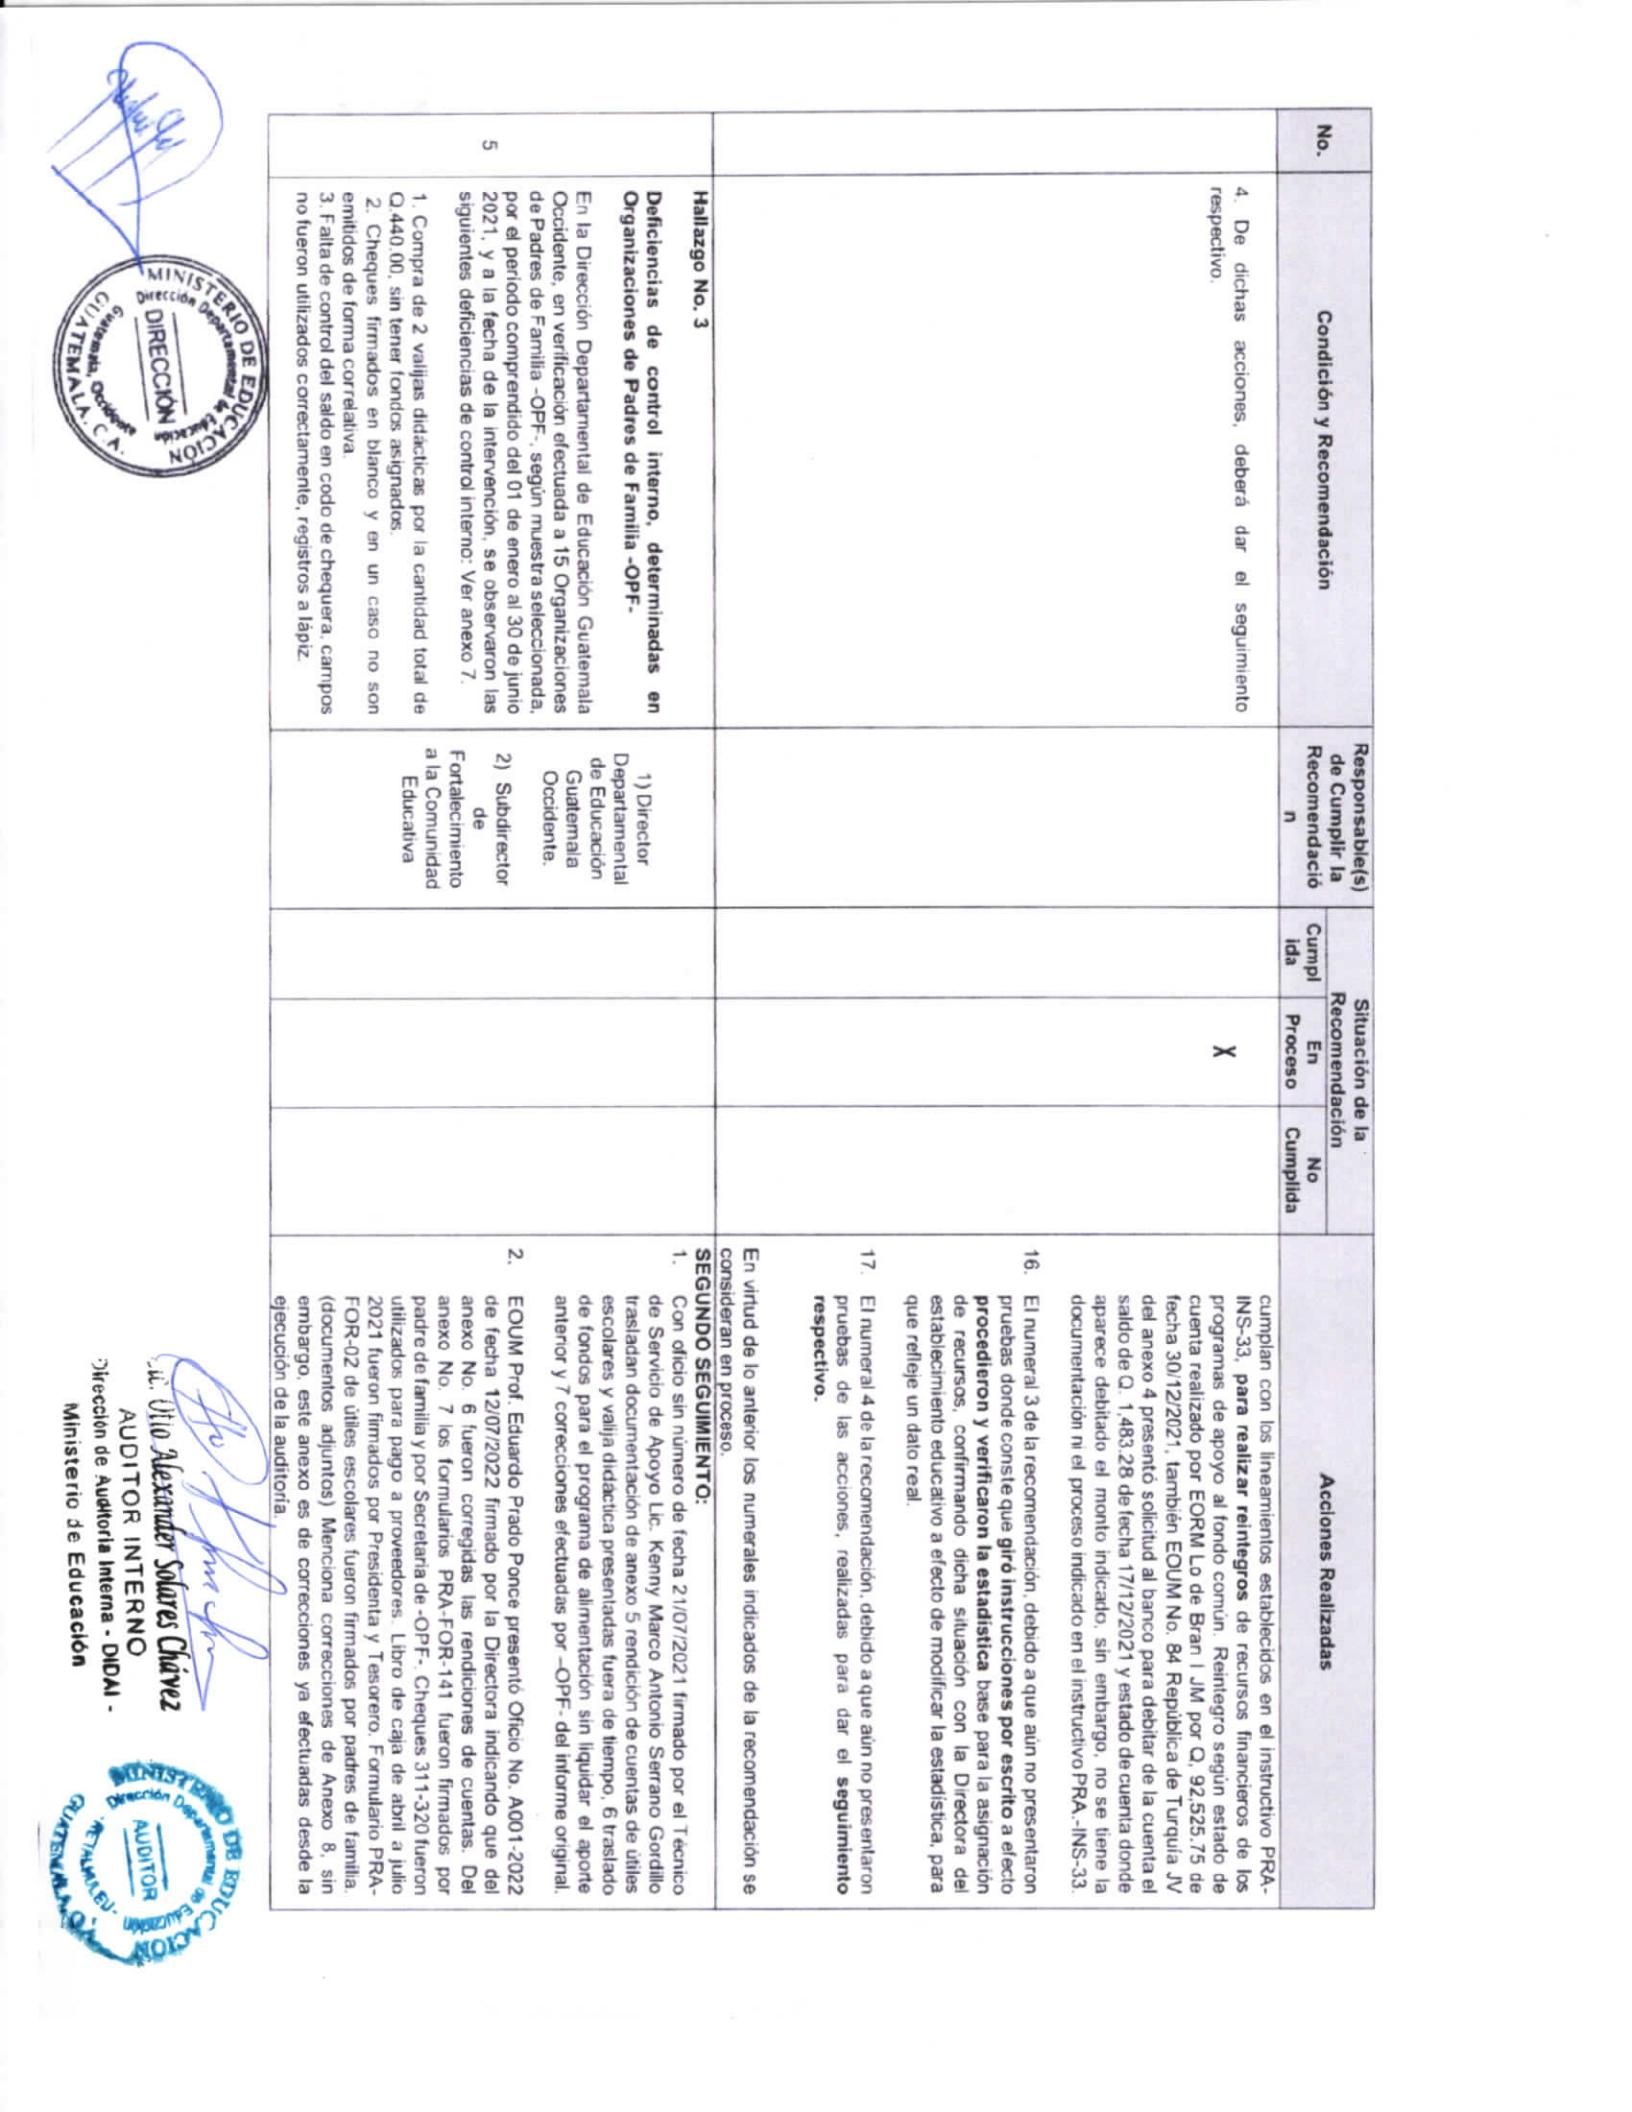 No.
Condición y Recomendación
Responsable(s)
de Cumplir la
Recomendació
n
Situación de la
Recomendación
Cumpl
ida
En
Proceso
No
Cumplida
Acciones Realizadas
4. De dichas acciones, deberá dar el seguimiento
respectivo.
X
cumplan con los lineamientos establecidos en el instructivo PRA-
INS-33, para realizar reintegros de recursos financieros de los
programas de apoyo al fondo común. Reintegro según estado de
cuenta realizado por EORM Lo de Bran I JM por Q, 92,525.75 de
fecha 30/12/2021, también EOUM No. 84 República de Turquía JV
del anexo 4 presentó solicitud al banco para debitar de la cuenta el
saldo de Q. 1,483.28 de fecha 17/12/2021 y estado de cuenta donde
aparece debitado el monto indicado, sin embargo, no se tiene la
documentación ni el proceso indicado en el instructivo PRA.-INS-33.
16. El numeral 3 de la recomendación, debido a que aún no presentaron
pruebas donde conste que giró instrucciones por escrito a efecto
procedieron y verificaron la estadística base para la asignación
de recursos, confirmando dicha situación con la Directora del
establecimiento educativo a efecto de modificar la estadística, para
que refleje un dato real.
17. El numeral 4 de la recomendación, debido a que aún no presentaron
pruebas de las acciones, realizadas para dar el seguimiento
respectivo.
En virtud de lo anterior los numerales indicados de la recomendación se
consideran en proceso.
5
Hallazgo No. 3
Deficiencias de control interno, determinadas en
Organizaciones de Padres de Familia -OPF-
En la Dirección Departamental de Educación Guatemala
Occidente, en verificación efectuada a 15 Organizaciones
de Padres de Familia -OPF-, según muestra seleccionada,
por el período comprendido del 01 de enero al 30 de junio
2021, y a la fecha de la intervención, se observaron las
siguientes deficiencias de control interno: Ver anexo 7.
1. Compra de 2 valijas didácticas por la cantidad total de
Q.440.00, sin tener fondos asignados.
2. Cheques firmados en blanco y en un caso no son
emitidos de forma correlativa.
3. Falta de control del saldo en codo de chequera, campos
no fueron utilizados correctamente, registros a lápiz.
1) Director
Departamental
de Educación
Guatemala
Occidente.
2) Subdirector
de
Fortalecimiento
a la Comunidad
Educativa
SEGUNDO SEGUIMIENTO:
1. Con oficio sin número de fecha 21/07/2021 firmado por el Técnico
de Servicio de Apoyo Lic. Kenny Marco Antonio Serrano Gordillo
trasladan documentación de anexo 5 rendición de cuentas de útiles
escolares y valija didáctica presentadas fuera de tiempo, 6 traslado
de fondos para el programa de alimentación sin liquidar el aporte
anterior y 7 correcciones efectuadas por –OPF- del informe original.
2. EOUM Prof. Eduardo Prado Ponce presentó Oficio No. A001-2022
de fecha 12/07/2022 firmado por la Directora indicando que del
anexo No. 6 fueron corregidas las rendiciones de cuentas. Del
anexo No. 7 los formularios PRA-FOR-141 fueron firmados por
padre de familia y por Secretaria de -OPF-. Cheques 311-320 fueron
utilizados para pago a proveedores. Libro de caja de abril a julio
2021 fueron firmados por Presidenta y Tesorero. Formulario PRA-
FOR-02 de útiles escolares fueron firmados por padres de familia.
(documentos adjuntos) Menciona correcciones de Anexo 8, sin
embargo, este anexo es de correcciones ya efectuadas desde la
ejecución de la auditoría.
MINISTERIO DE EDUCACIÓN
Dirección Departamental de Educación
DIRECCIÓN
Guatemala, Occidente
GUATEMALA, C.A.
Alexander Solares Chávez
AUDITOR INTERNO
Dirección de Auditoría Interna - DIDAI -
Ministerio de Educación
MINISTERIO DE EDUCACION
Dirección Departamental de Educación
AUDITOR